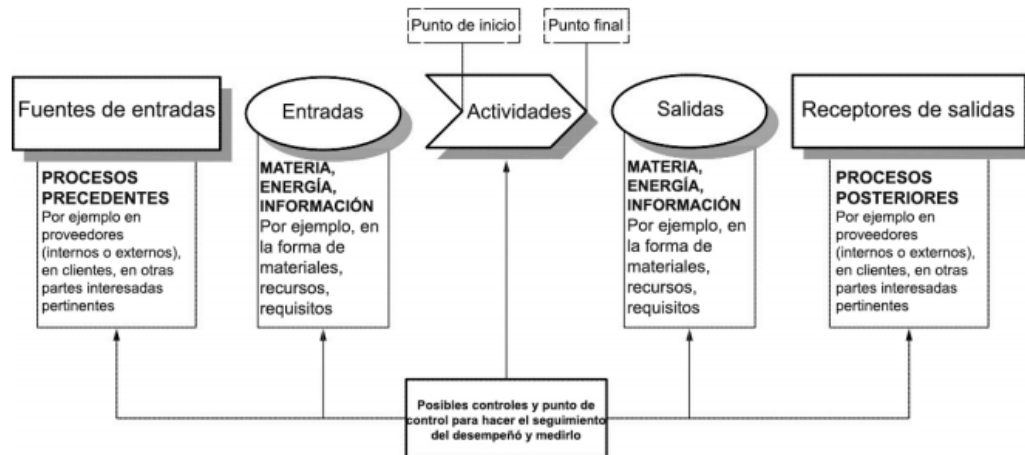 Punto de inicio
Punto final
Fuentes de entradas
Entradas
Actividades
Salidas
Receptores de salidas
PROCESOS
PRECEDENTES
Por ejemplo en
proveedores
(internos o externos),
en clientes, en otras
partes interesadas
pertinentes
MATERIA,
ENERGÍA,
INFORMACIÓN
Por ejemplo, en
la forma de
materiales,
recursos,
requisitos
MATERIA,
ENERGÍA,
INFORMACIÓN
Por ejemplo, en
la forma de
materiales,
recursos,
requisitos
PROCESOS
POSTERIORES
Por ejemplo en
proveedores
(internos o externos),
en clientes, en otras
partes interesadas
pertinentes
Posibles controles y punto de
control para hacer el seguimiento
del desempeñó y medirlo